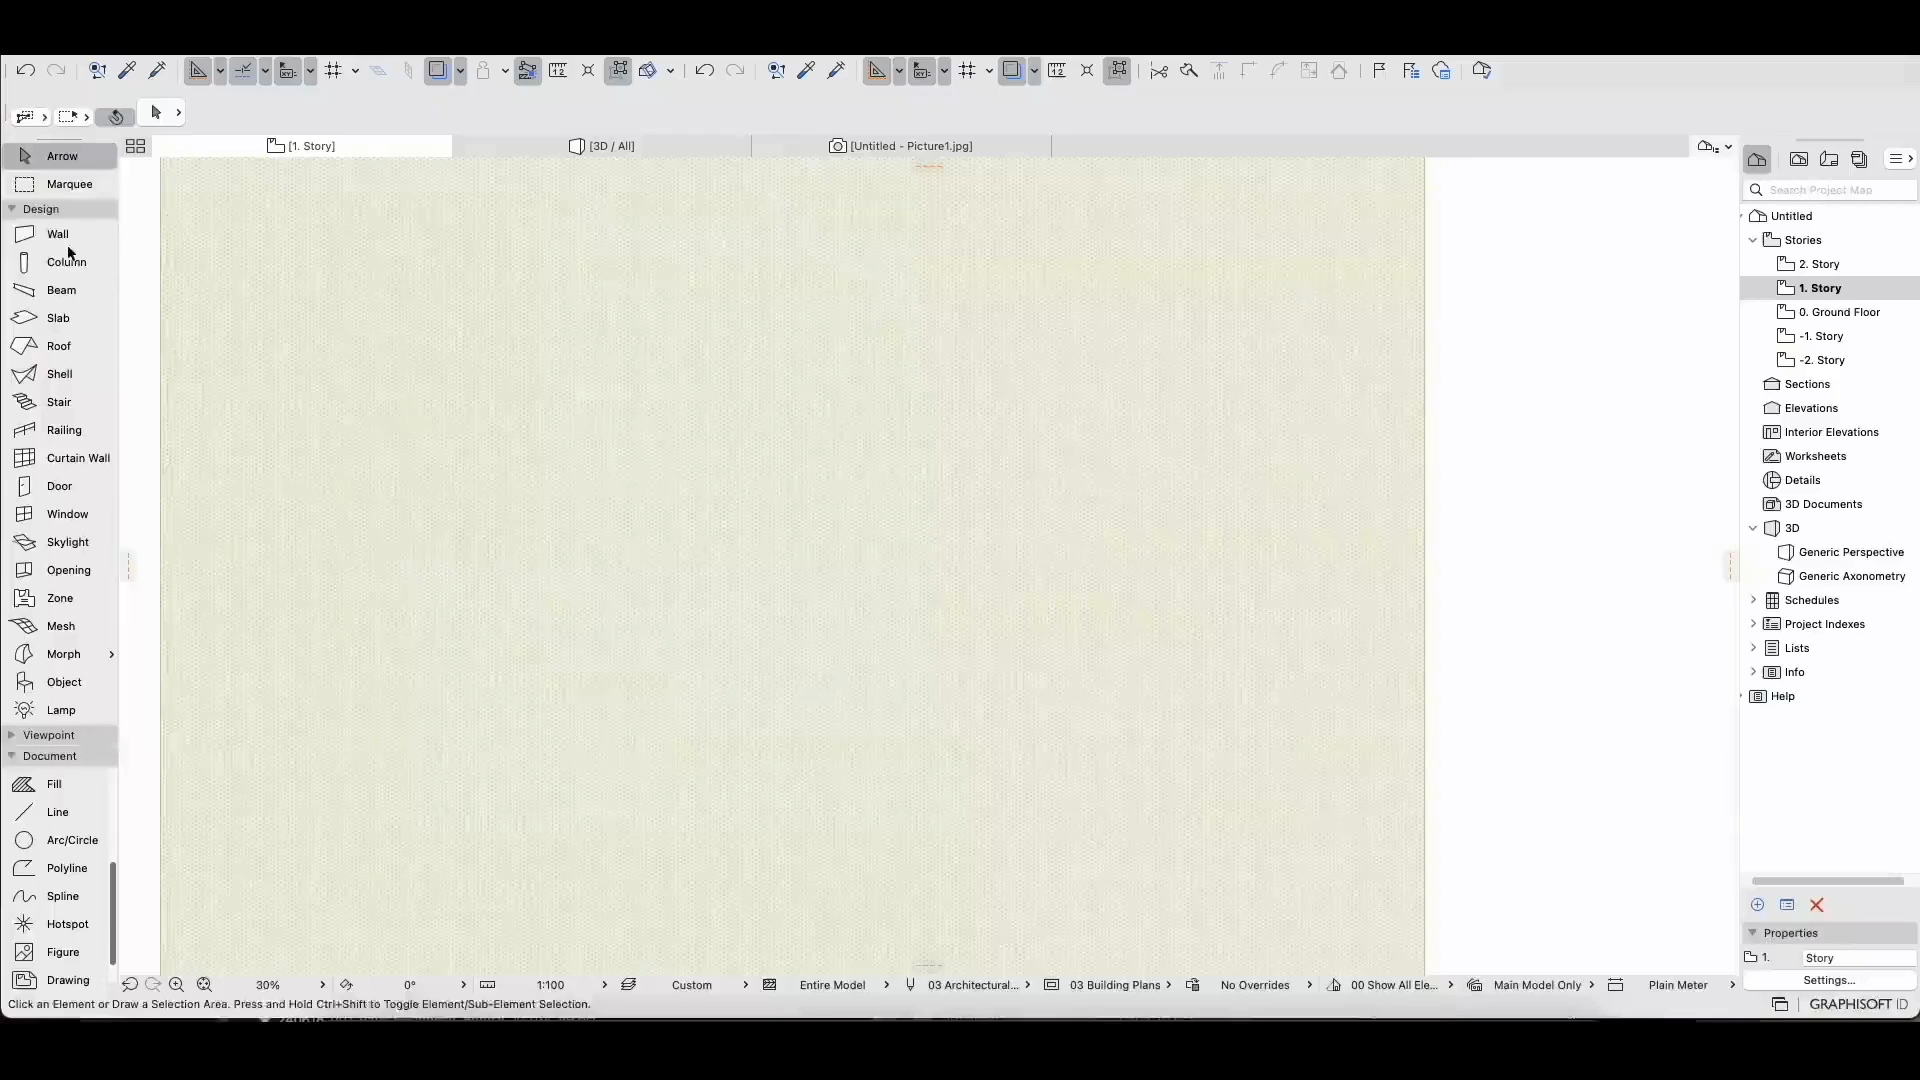 [1. Story]
[3D / All]
[Untitled - Picture1.jpg]
Arrow
Marquee
Design
Wall
Column
Beam
Slab
Roof
Shell
Stair
Railing
Curtain Wall
Door
Window
Skylight
Opening
Zone
Mesh
Morph
Object
Lamp
Viewpoint
Document
Fill
Line
Arc/Circle
Polyline
Spline
Hotspot
Figure
Drawing
Search Project Map
Untitled
Stories
2. Story
1. Story
0. Ground Floor
-1. Story
-2. Story
Sections
Elevations
Interior Elevations
Worksheets
Details
3D Documents
3D
Generic Perspective
Generic Axonometry
Schedules
Project Indexes
Lists
Info
Help
Properties
1. Story
Settings...
30% 0° 1:100 Custom Entire Model 03 Architectural... 03 Building Plans No Overrides 00 Show All Ele... Main Model Only Plain Meter
Click an Element or Draw a Selection Area. Press and Hold Ctrl+Shift to Toggle Element/Sub-Element Selection.
GRAPHISOFT ID